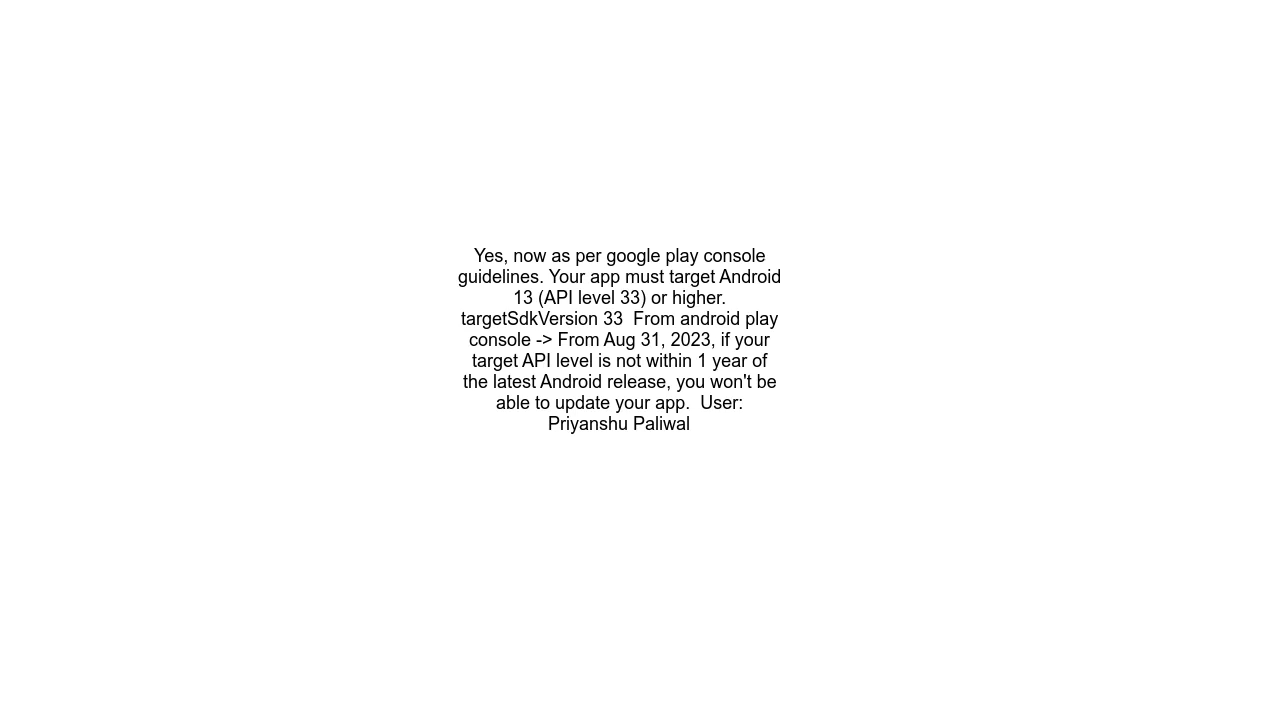 Yes, now as per google play console
guidelines. Your app must target Android
13 (API level 33) or higher.
targetSdkVersion 33  From android play
console -> From Aug 31, 2023, if your
target API level is not within 1 year of
the latest Android release, you won't be
able to update your app.  User:
Priyanshu Paliwal